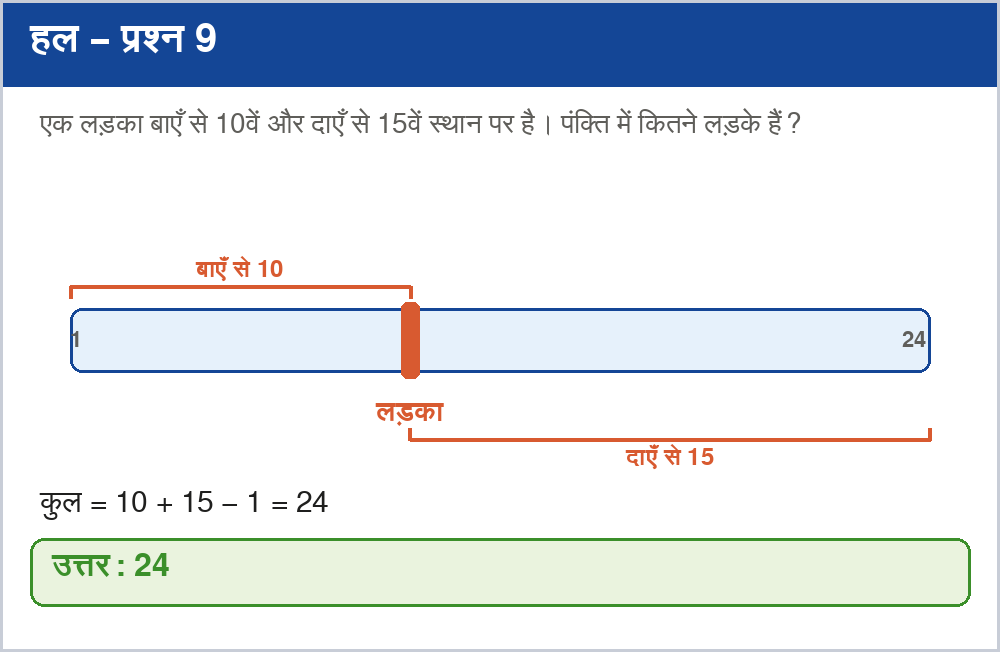 हल – प्रश्न 9
एक लड़का बाएँ से 10वें और दाएँ से 15वें स्थान पर है। पंक्ति में कितने लड़के हैं?
बाएँ से 10
1
24
लड़का
दाएँ से 15
कुल = 10 + 15 – 1 = 24
उत्तर : 24